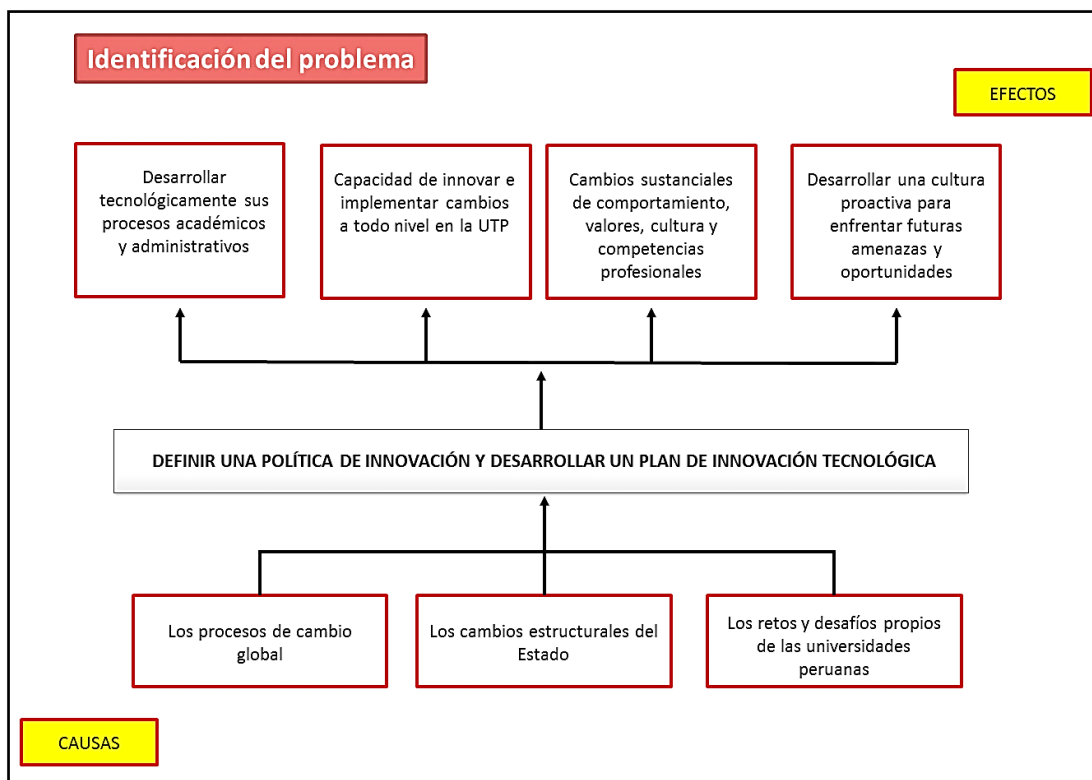 Identificación del problema
EFECTOS
Desarrollar
tecnológicamente sus
procesos académicos
y administrativos
Capacidad de innovar e
implementar cambios
a todo nivel en la UTP
Cambios sustanciales
de comportamiento,
valores, cultura y
competencias
profesionales
Desarrollar una cultura
proactiva para
enfrentar futuras
amenazas y
oportunidades
DEFINIR UNA POLÍTICA DE INNOVACIÓN Y DESARROLLAR UN PLAN DE INNOVACIÓN TECNOLÓGICA
Los procesos de cambio
global
Los cambios estructurales del
Estado
Los retos y desafíos propios
de las universidades
peruanas
CAUSAS